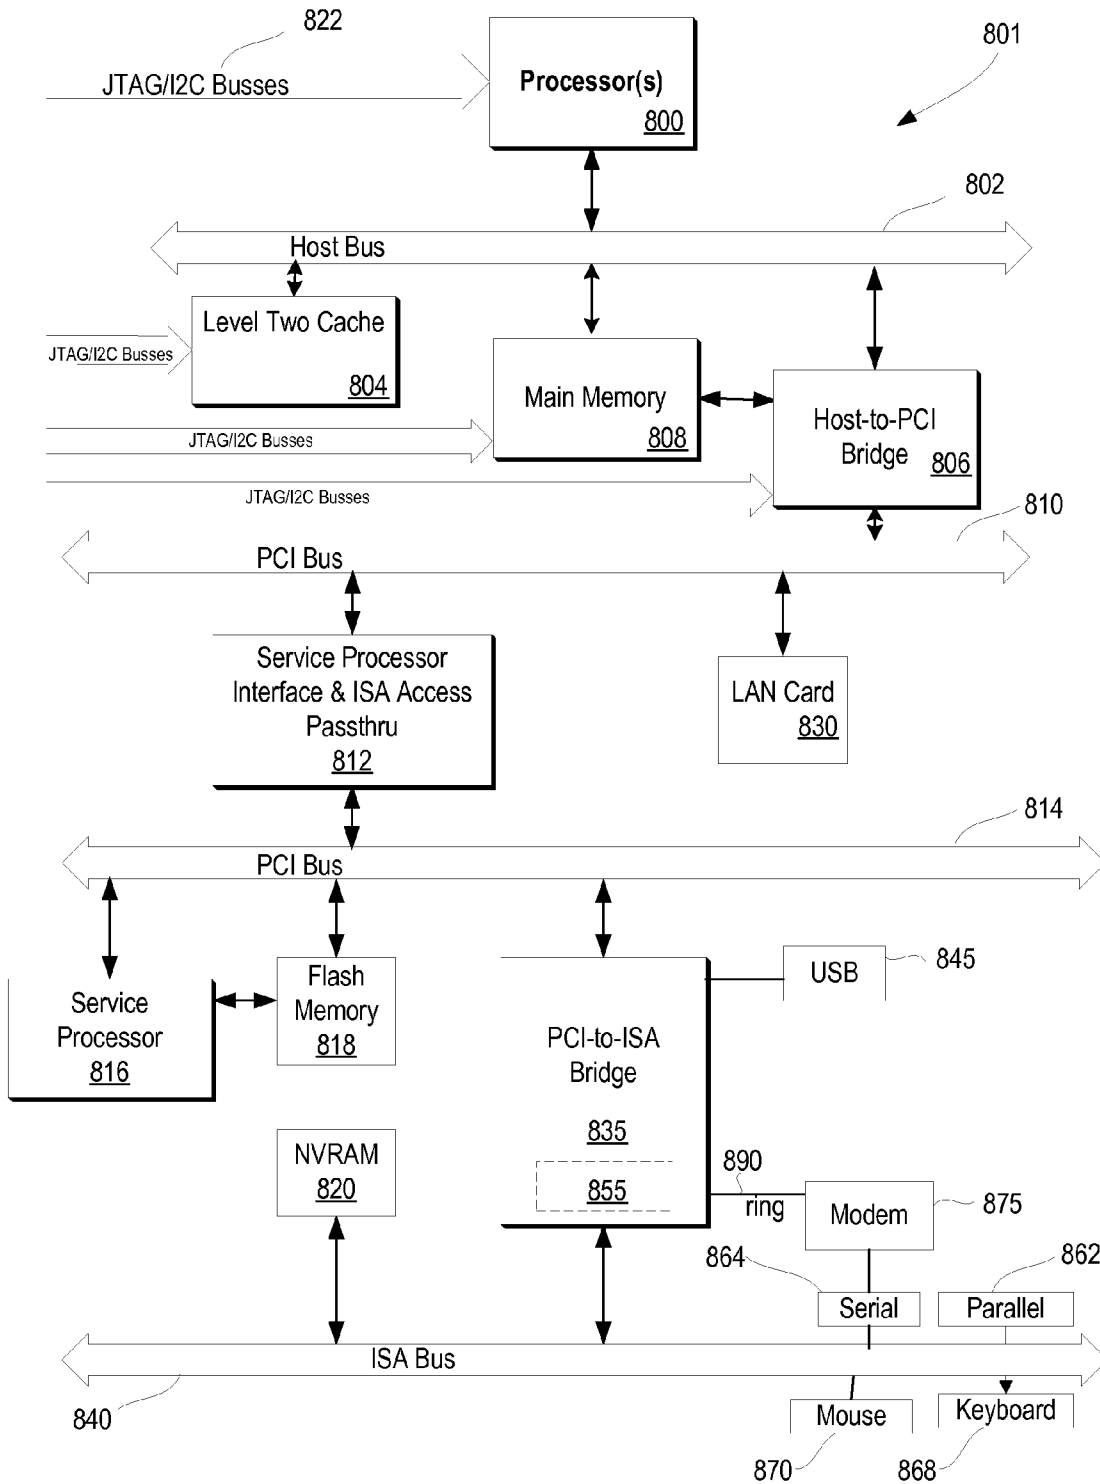 822
801
JTAG/I2C Busses
Processor(s)
800
802
Host Bus
Level Two Cache
804
JTAG/I2C Busses
Main Memory
808
Host-to-PCI
Bridge
806
JTAG/I2C Busses
JTAG/I2C Busses
810
PCI Bus
Service Processor
Interface & ISA Access
Passthru
812
LAN Card
830
814
PCI Bus
Service
Processor
816
Flash
Memory
818
USB
845
PCI-to-ISA
Bridge
835
855
NVRAM
820
890
ring
Modem
875
864
862
Serial
Parallel
ISA Bus
840
Mouse
Keyboard
870
868